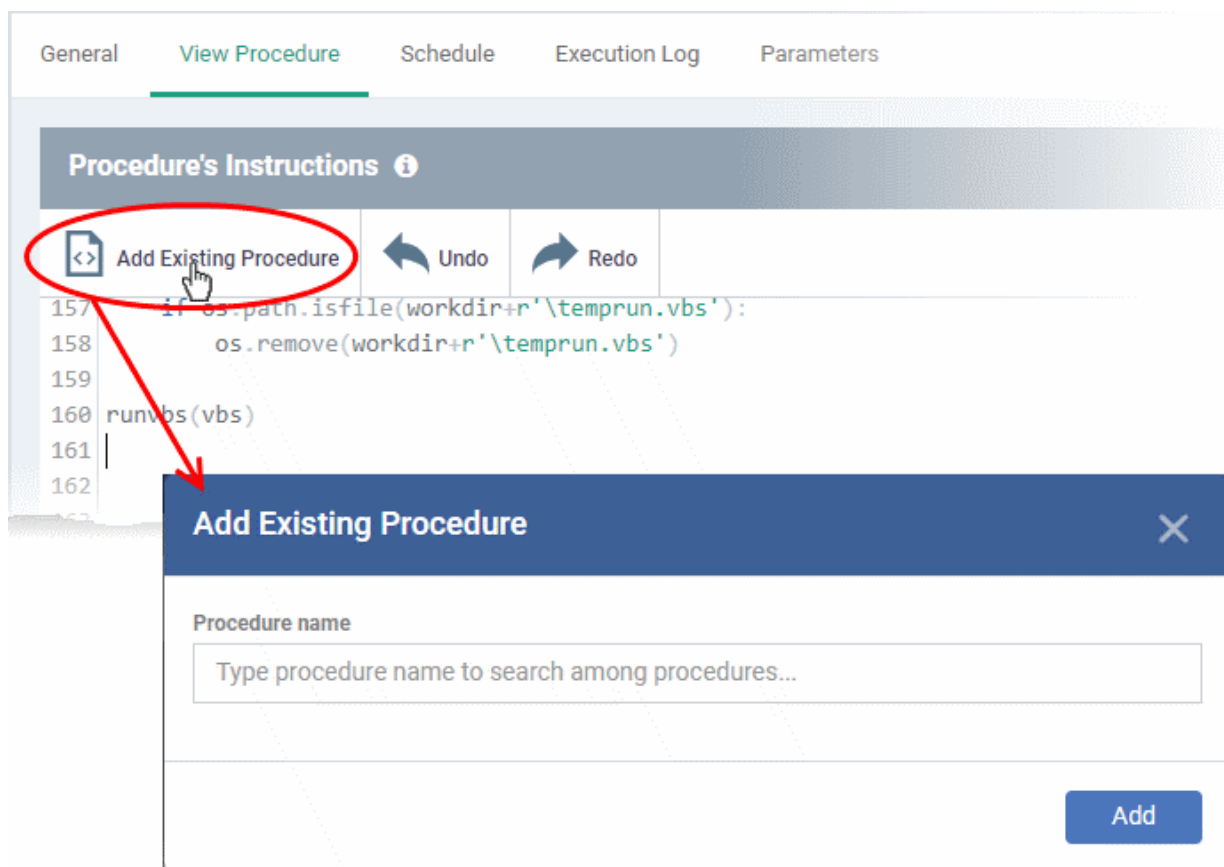 General View Procedure Schedule Execution Log Parameters
Procedure's Instructions
Add Existing Procedure Undo Redo
157 if os.path.isfile(workdir+r'\temprun.vbs'):
158 os.remove(workdir+r'\temprun.vbs')
159
160 runvbs(vbs)
161
162
163
Add Existing Procedure
Procedure name
Type procedure name to search among procedures...
Add